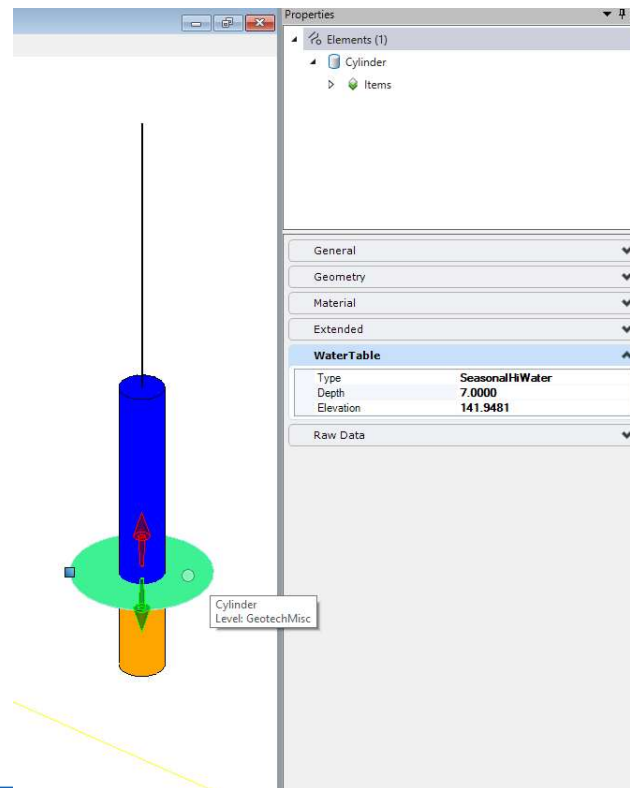 Properties
Elements (1)
Cylinder
Items
General
Geometry
Material
Extended
WaterTable
Type SeasonalHiWater
Depth 7.0000
Elevation 141.9481
Raw Data
Cylinder
Level: GeotechMisc